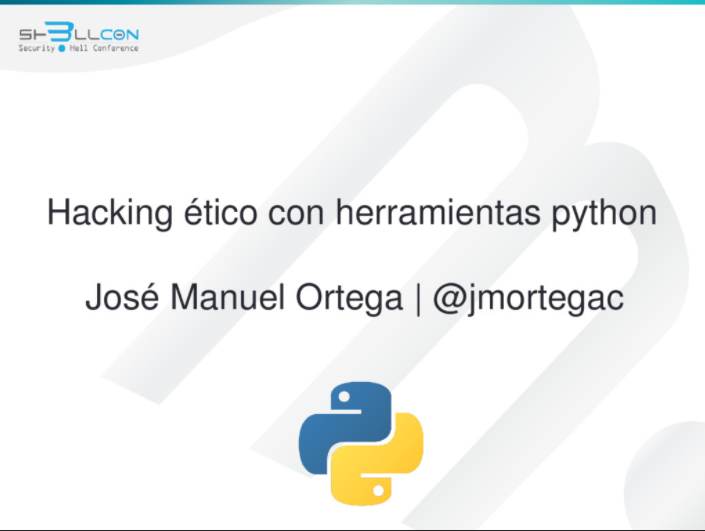 SH3LLCON
Security Hell Conference
Hacking ético con herramientas python
José Manuel Ortega | @jmortegac